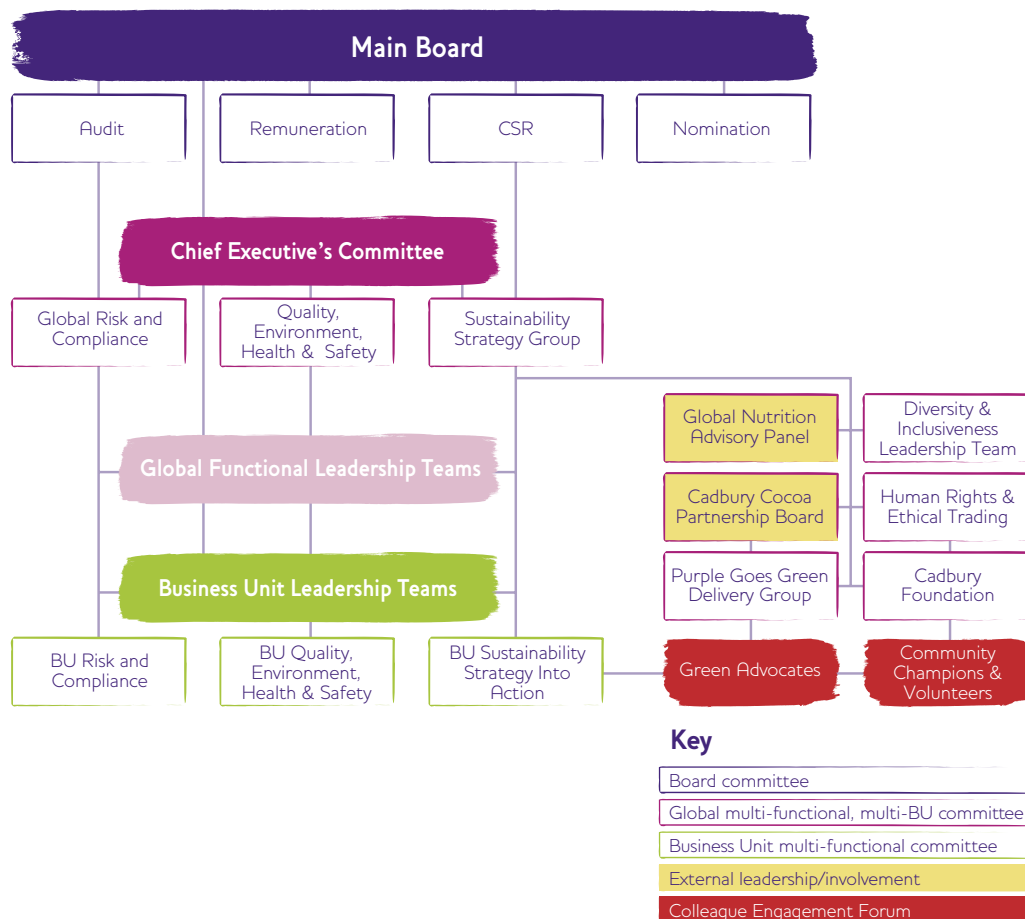 Main Board
Audit
Remuneration
CSR
Nomination
Chief Executive's Committee
Global Risk and
Compliance
Quality,
Environment,
Health & Safety
Sustainability
Strategy Group
Global Nutrition
Advisory Panel
Diversity &
Inclusiveness
Leadership Team
Global Functional Leadership Teams
Cadbury Cocoa
Partnership Board
Human Rights &
Ethical Trading
Business Unit Leadership Teams
Purple Goes Green
Delivery Group
Cadbury
Foundation
BU Risk and
Compliance
BU Quality,
Environment,
Health & Safety
BU Sustainability
Strategy Into
Action
Green Advocates
Community
Champions &
Volunteers
Key
Board committee
Global multi-functional, multi-BU committee
Business Unit multi-functional committee
External leadership/involvement
Colleague Engagement Forum